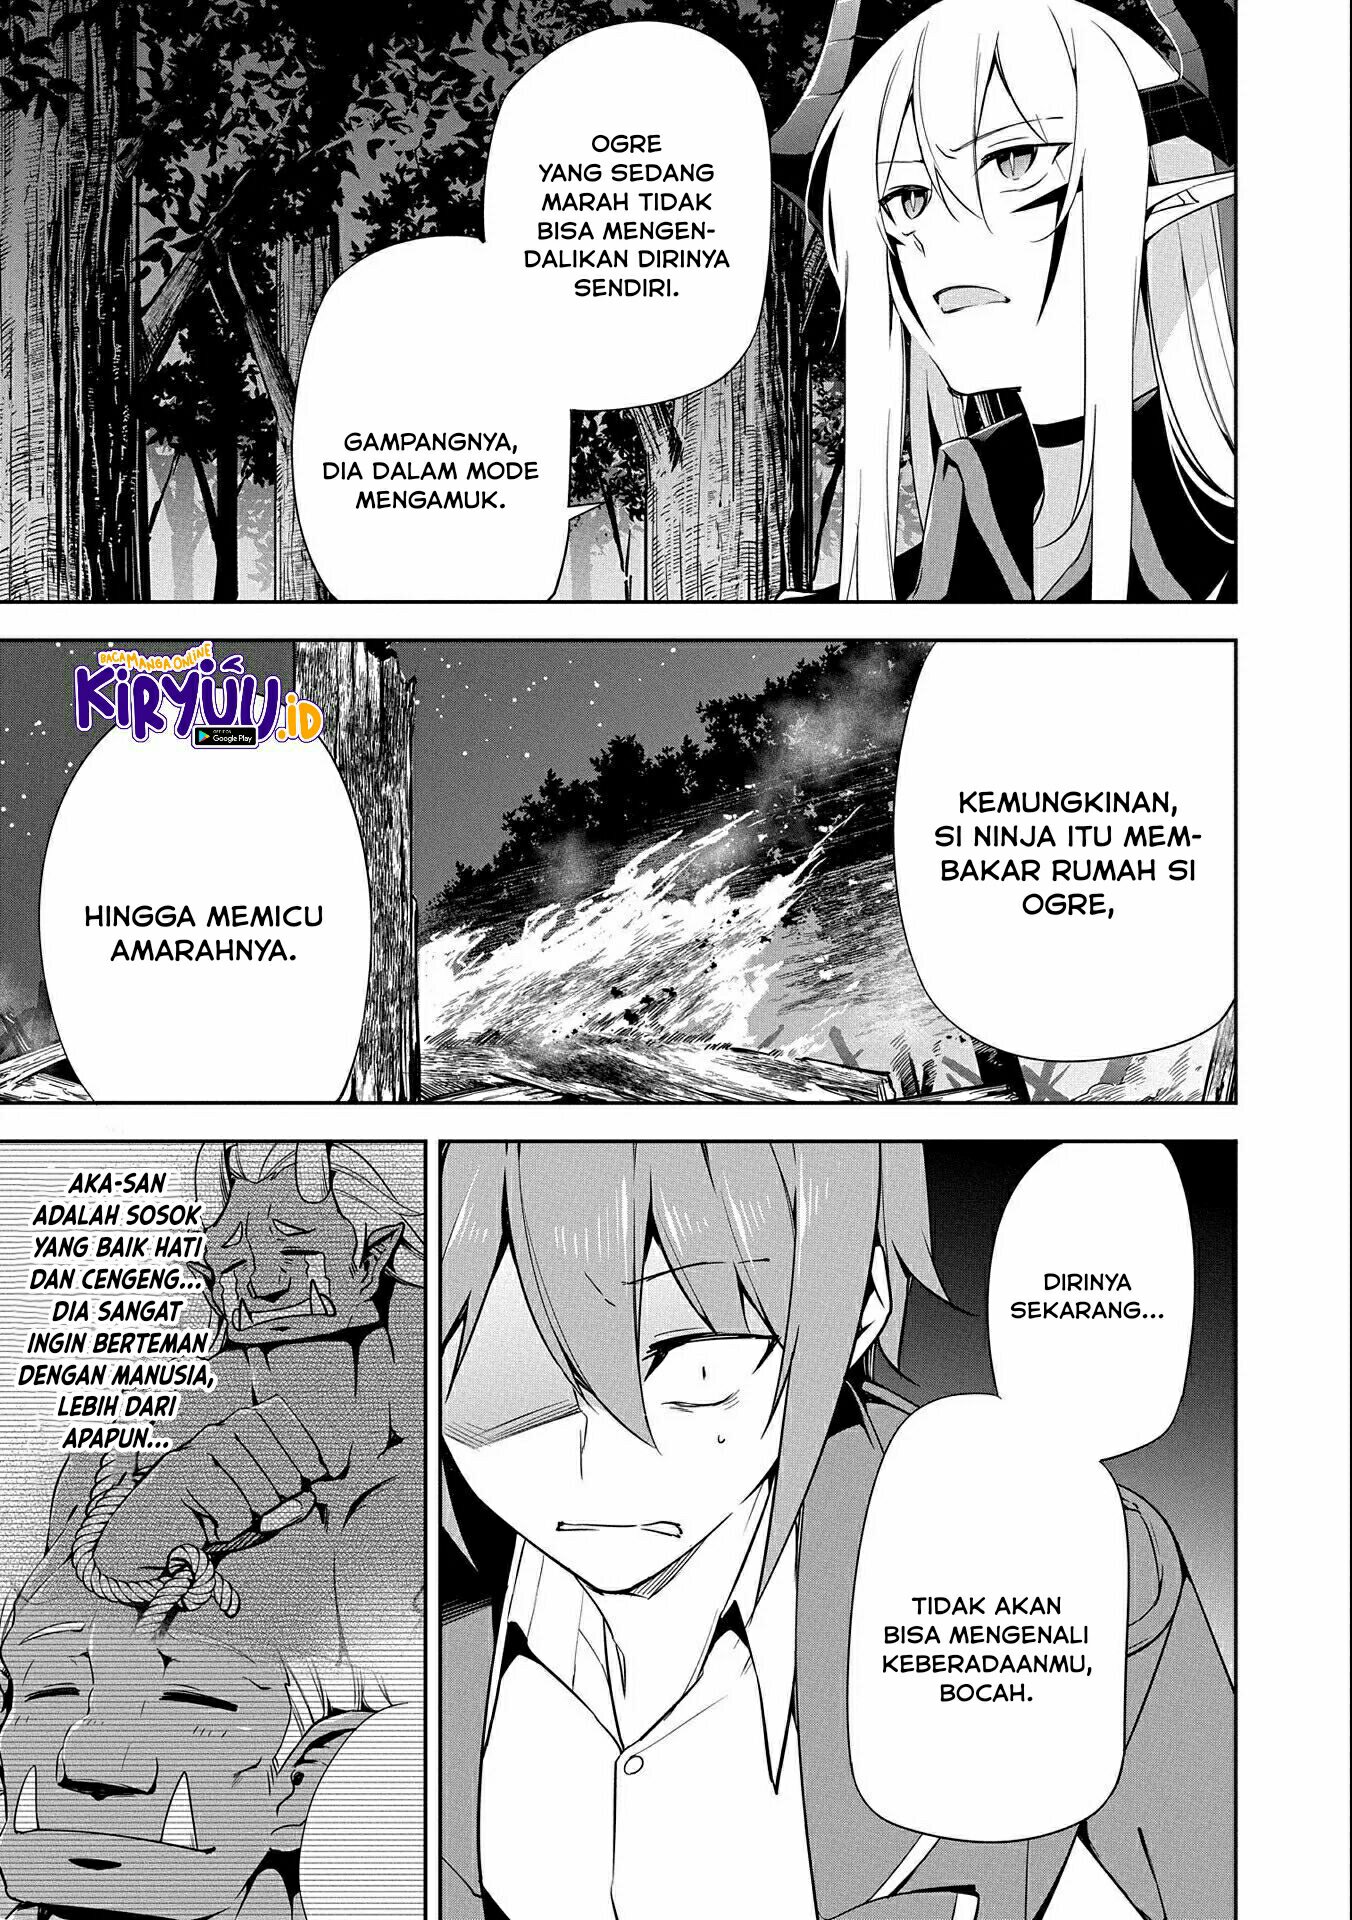 OGRE
YANG SEDANG
MARAH TIDAK
BISA MENGEN-
DALIKAN DIRINYA
SENDIRI.
GAMPANGNYA,
DIA DALAM MODE
MENGAMUK.
BACA MANGA ONLINE
KIRYUU.iD
Google Play
KEMUNGKINAN,
SI NINJA ITU MEM-
BAKAR RUMAH SI
OGRE,
HINGGA MEMICU
AMARAHNYA.
DIRINYA
SEKARANG...
TIDAK AKAN
BISA MENGENALI
KEBERADAANMU,
BOCAH.
AKA-SAN
ADALAH SOSOK
YANG BAIK HATI
DAN CENGENG...
DIA SANGAT
INGIN BERTEMAN
DENGAN MANUSIA,
LEBIH DARI
APAPUN...